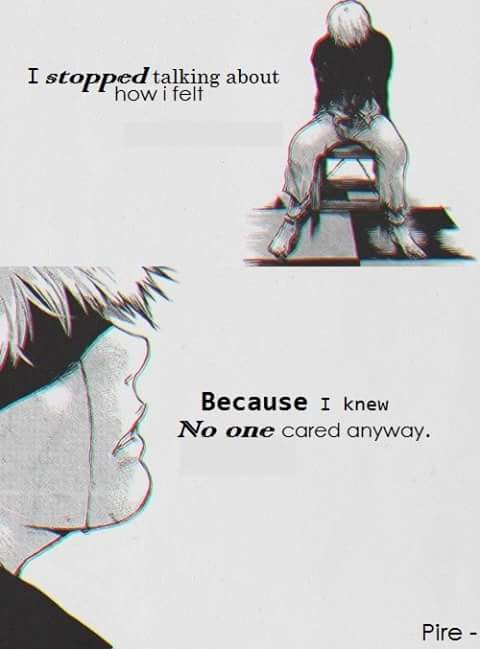 I stopped talking about
how i felt
Because I knew
No one cared anyway.
Pire -